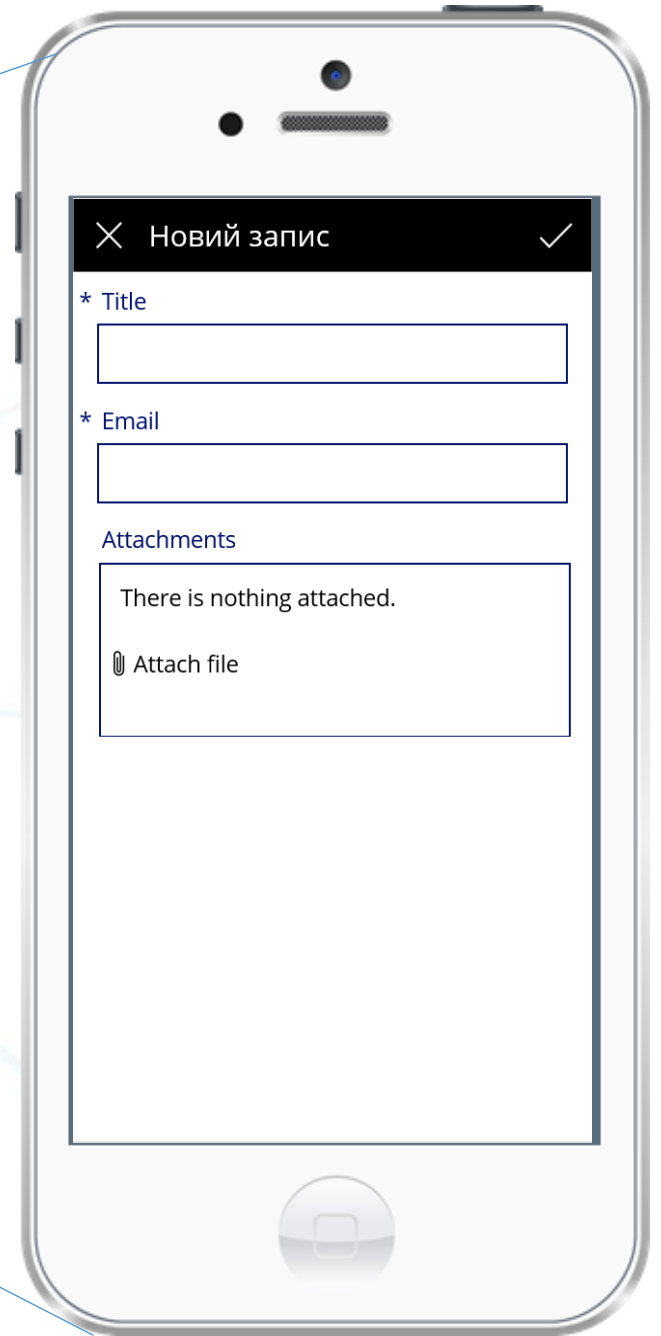 Новий запис
* Title
* Email
Attachments
There is nothing attached.
Attach file